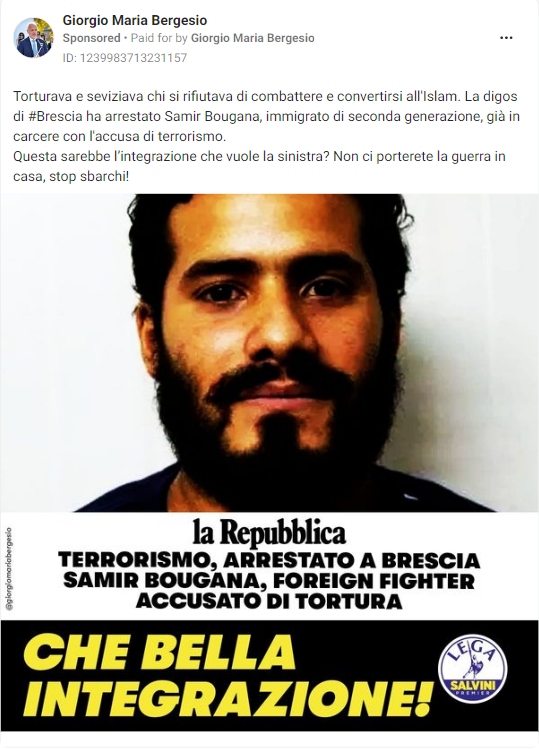 Giorgio Maria Bergesio
Sponsored • Paid for by Giorgio Maria Bergesio
ID: 1239983713231157
Torturava e seviziava chi si rifiutava di combattere e convertirsi all'Islam. La digos
di #Brescia ha arrestato Samir Bougana, immigrato di seconda generazione, già in
carcere con l'accusa di terrorismo.
Questa sarebbe l’integrazione che vuole la sinistra? Non ci porterete la guerra in
casa, stop sbarchi!
@giorgiomariabergesio
la Repubblica
TERRORISMO, ARRESTATO A BRESCIA
SAMIR BOUGANA, FOREIGN FIGHTER
ACCUSATO DI TORTURA
CHE BELLA
INTEGRAZIONE!
LEGA
SALVINI
PREMIER